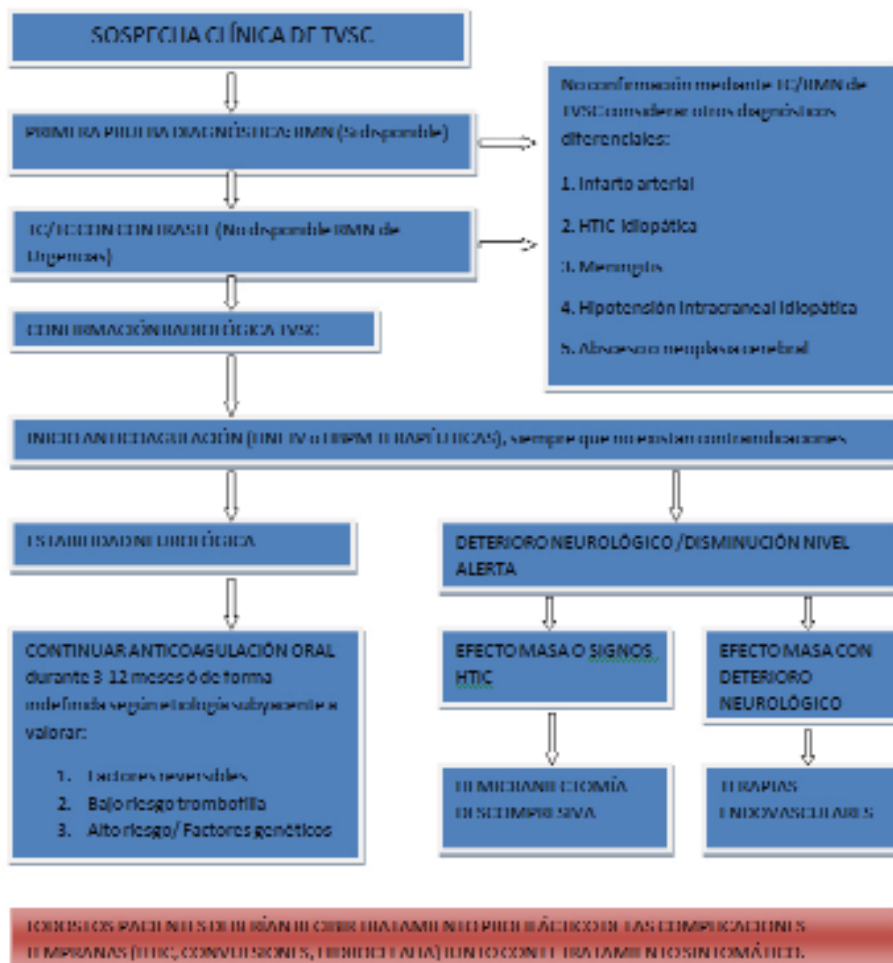 SOSPECHA CLÍNICA DE TVSC
PRIMERA PRUEBA DIAGNÓSTICA: RMN (Si disponible)
No confirmación mediante TC/RMN de
TVSC considerar otros diagnósticos
diferenciales:
1. Infarto arterial
2. HTIC Idiopática
3. Meningitis
4. Hipotensión intracraneal idiopática
5. Absceso o neoplasia cerebral
TC/TC CON CONTRASTE (No disponible RMN de
Urgencias)
CONFIRMACIÓN RADIOLÓGICA TVSC
INICIO ANTICOAGULACIÓN (HNF IV o HBPM TERAPÉUTICAS), siempre que no existan contraindicaciones
ESTABILIDAD NEUROLÓGICA
DETERIORO NEUROLÓGICO /DISMINUCIÓN NIVEL
ALERTA
CONTINUAR ANTICOAGULACIÓN ORAL
durante 3-12 meses ó de forma
indefinida según etiología subyacente a
valorar:
1. Factores reversibles
2. Bajo riesgo trombofilia
3. Alto riesgo/ Factores genéticos
EFECTO MASA O SIGNOS
HTIC
EFECTO MASA CON
DETERIORO
NEUROLÓGICO
HEMICRANIECTOMÍA
DESCOMPRESIVA
TERAPIAS
ENDOVASCULARES
TODOS LOS PACIENTES DEBERÍAN RECIBIR TRATAMIENTO PROFILÁCTICO DE LAS COMPLICACIONES
TEMPRANAS (HTIC, CONVULSIONES, HIDROCEFALIA) JUNTO CON EL TRATAMIENTO SINTOMÁTICO.